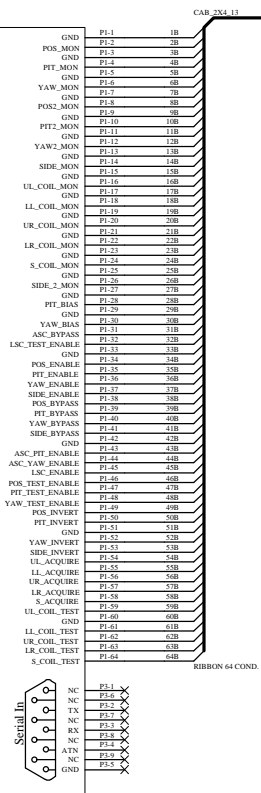 CAB_2X4_13
GND P1-1 1B
POS_MON P1-2 2B
GND P1-3 3B
PIT_MON P1-4 4B
GND P1-5 5B
YAW_MON P1-6 6B
GND P1-7 7B
POS2_MON P1-8 8B
GND P1-9 9B
PIT2_MON P1-10 10B
GND P1-11 11B
YAW2_MON P1-12 12B
GND P1-13 13B
SIDE_MON P1-14 14B
GND P1-15 15B
UL_COIL_MON P1-16 16B
GND P1-17 17B
LL_COIL_MON P1-18 18B
GND P1-19 19B
UR_COIL_MON P1-20 20B
GND P1-21 21B
LR_COIL_MON P1-22 22B
GND P1-23 23B
S_COIL_MON P1-24 24B
GND P1-25 25B
SIDE_2_MON P1-26 26B
GND P1-27 27B
PIT_BIAS P1-28 28B
GND P1-29 29B
YAW_BIAS P1-30 30B
ASC_BYPASS P1-31 31B
LSC_TEST_ENABLE P1-32 32B
GND P1-33 33B
POS_ENABLE P1-34 34B
PIT_ENABLE P1-35 35B
YAW_ENABLE P1-36 36B
SIDE_ENABLE P1-37 37B
POS_BYPASS P1-38 38B
PIT_BYPASS P1-39 39B
YAW_BYPASS P1-40 40B
SIDE_BYPASS P1-41 41B
GND P1-42 42B
ASC_PIT_ENABLE P1-43 43B
ASC_YAW_ENABLE P1-44 44B
LSC_ENABLE P1-45 45B
POS_TEST_ENABLE P1-46 46B
PIT_TEST_ENABLE P1-47 47B
YAW_TEST_ENABLE P1-48 48B
POS_INVERT P1-49 49B
PIT_INVERT P1-50 50B
GND P1-51 51B
YAW_INVERT P1-52 52B
SIDE_INVERT P1-53 53B
UL_ACQUIRE P1-54 54B
LL_ACQUIRE P1-55 55B
UR_ACQUIRE P1-56 56B
LR_ACQUIRE P1-57 57B
S_ACQUIRE P1-58 58B
UL_COIL_TEST P1-59 59B
GND P1-60 60B
LL_COIL_TEST P1-61 61B
UR_COIL_TEST P1-62 62B
LR_COIL_TEST P1-63 63B
S_COIL_TEST P1-64 64B
RIBBON 64 COND.
Serial In
NC P3-1
NC P3-6
TX P3-2
NC P3-7
RX P3-3
NC P3-8
ATN P3-4
NC P3-9
GND P3-5